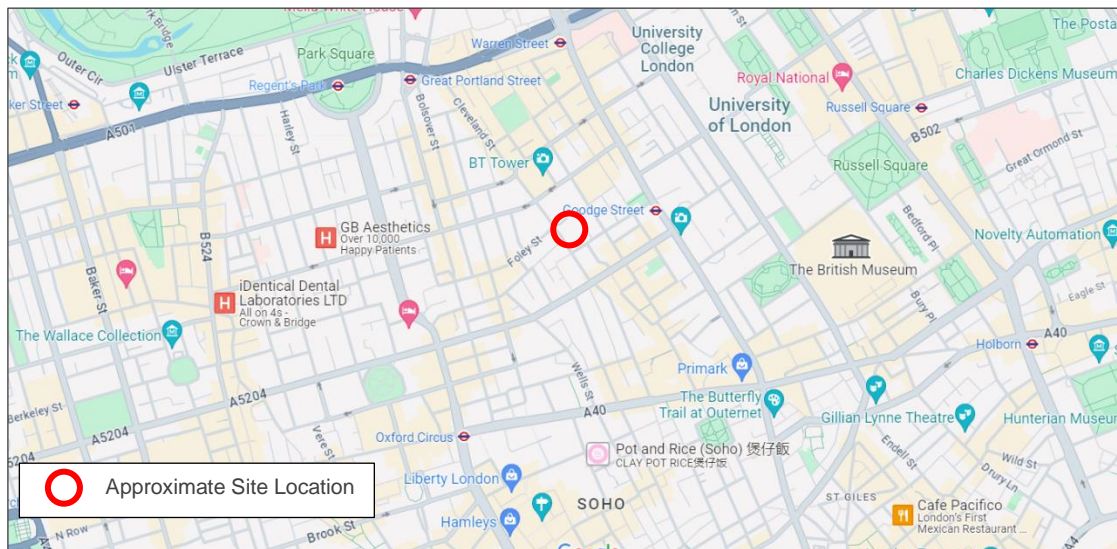 University
College
London
The Posta
Park Square
Warren Street
Ulster Terrace
Outer Cir
Regent's Park
Great Portland Street
Royal National
Charles Dickens Museum
ker Street
A501
Harley St
Bolsover St
Cleveland St
University
of London
Russell Square
B502
Great Ormond St
BT Tower
Russell Square
Goodge Street
GB Aesthetics
Over 10,000
Happy Patients
Foley St
Bedford Pl
Novelty Automation
B524
Baker St
The British Museum
iDentical Dental
Laboratories LTD
All on 4s -
Crown & Bridge
Bury Pl
Eagle St
The Wallace Collection
A40
Holborn
Wells St
Primark
The Butterfly
Trail at Outernet
Gillian Lynne Theatre
Hunterian Museu
Berkeley St
A5204
A5204
5204
Vere St
Oxford Circus
A40
Endell St
Pot and Rice (Soho) 煲仔飯
CLAY POT RICE煲仔饭
Wild St
Drury Ln
Approximate Site Location
Liberty London
SOHO
ST GILES
Cafe Pacifico
London's First
Mexican Restaurant ...
Hamleys
N Row
Brook St
A4